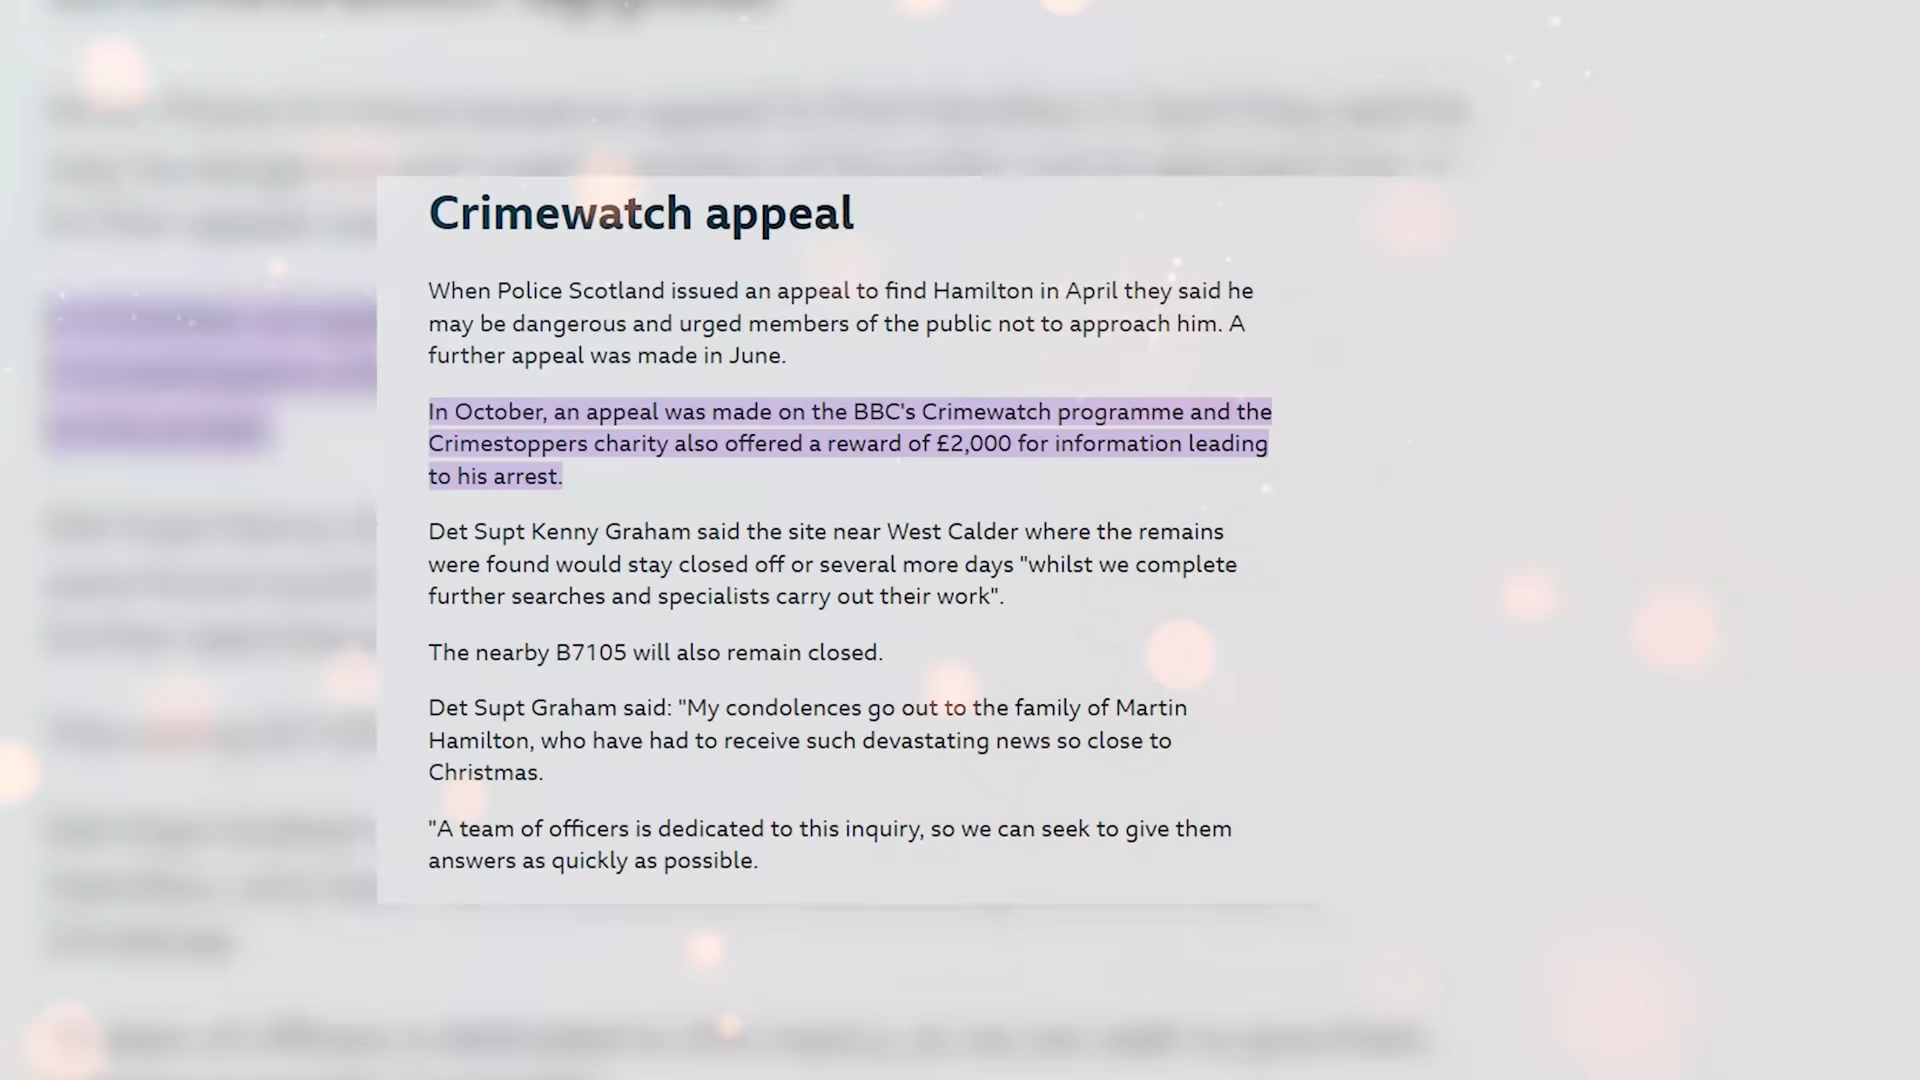 Crimewatch appeal
When Police Scotland issued an appeal to find Hamilton in April they said he
may be dangerous and urged members of the public not to approach him. A
further appeal was made in June.
In October, an appeal was made on the BBC's Crimewatch programme and the
Crimestoppers charity also offered a reward of £2,000 for information leading
to his arrest.
Det Supt Kenny Graham said the site near West Calder where the remains
were found would stay closed off or several more days "whilst we complete
further searches and specialists carry out their work".
The nearby B7105 will also remain closed.
Det Supt Graham said: "My condolences go out to the family of Martin
Hamilton, who have had to receive such devastating news so close to
Christmas.
"A team of officers is dedicated to this inquiry, so we can seek to give them
answers as quickly as possible.